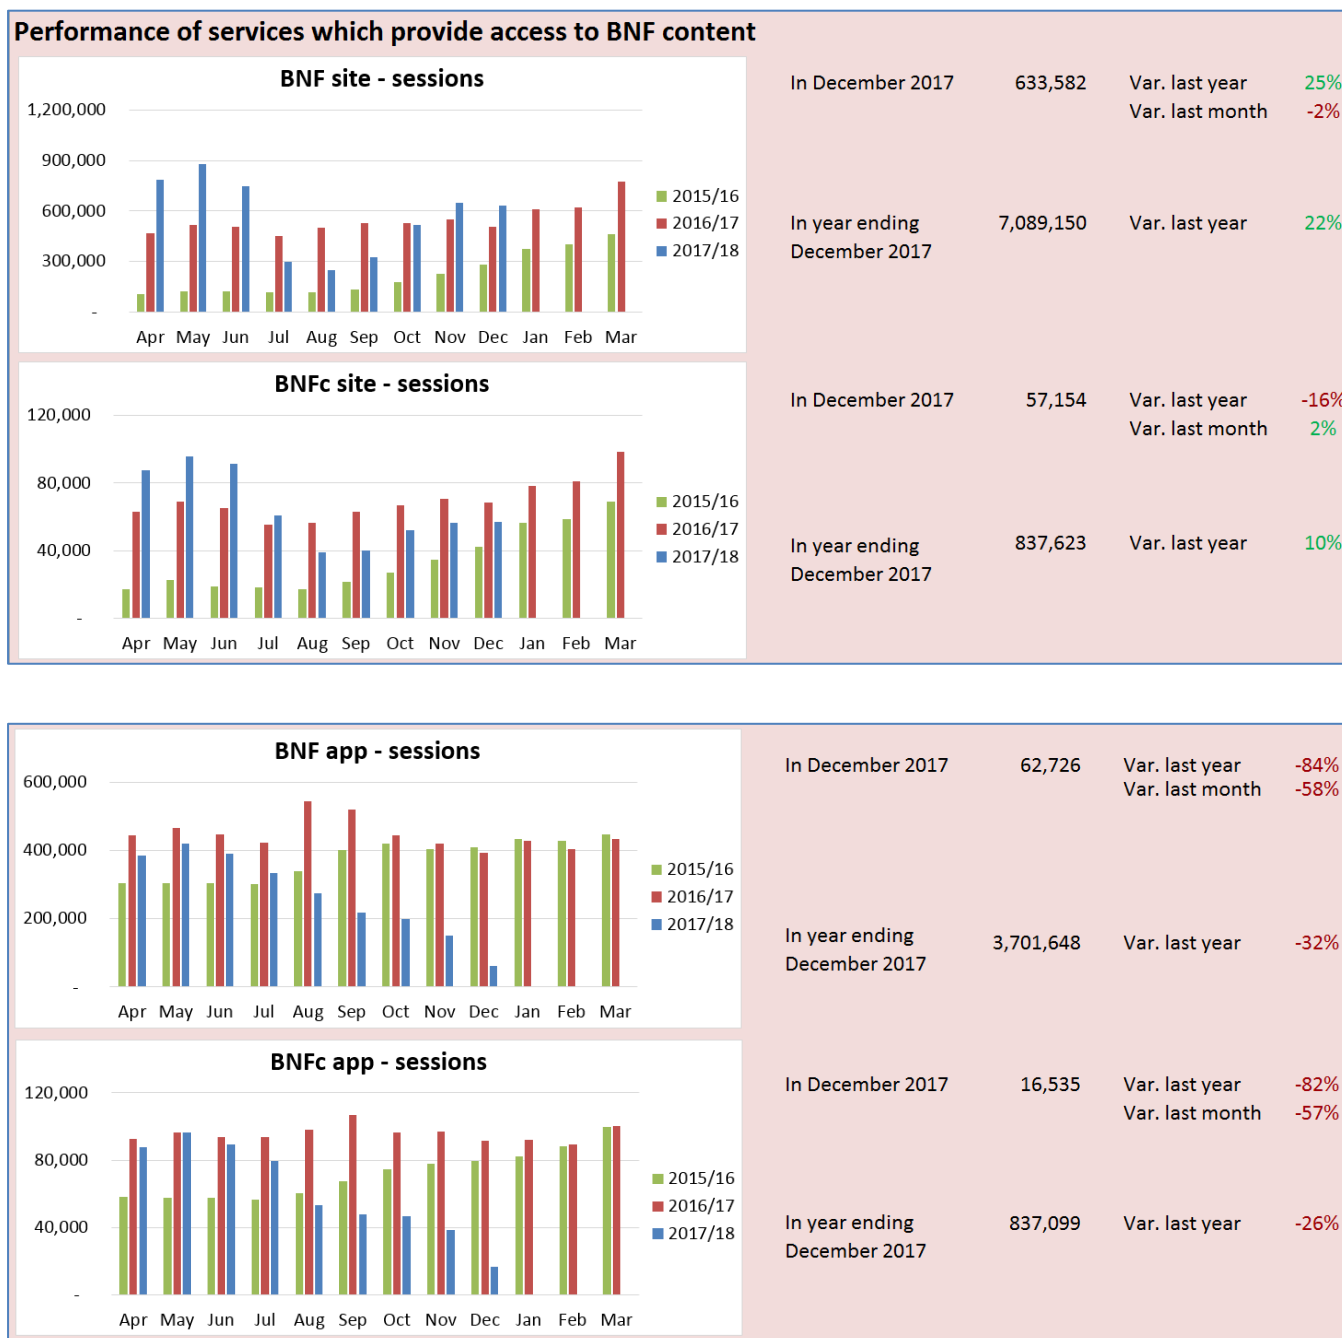 Performance of services which provide access to BNF content
BNF site - sessions
1,200,000
900,000
600,000
300,000
-
Apr May Jun Jul Aug Sep Oct Nov Dec Jan Feb Mar
2015/16
2016/17
2017/18
In December 2017 633,582 Var. last year 25%
Var. last month -2%
In year ending 7,089,150 Var. last year 22%
December 2017
BNFc site - sessions
120,000
80,000
40,000
-
Apr May Jun Jul Aug Sep Oct Nov Dec Jan Feb Mar
2015/16
2016/17
2017/18
In December 2017 57,154 Var. last year -16%
Var. last month 2%
In year ending 837,623 Var. last year 10%
December 2017
BNF app - sessions
600,000
400,000
200,000
-
Apr May Jun Jul Aug Sep Oct Nov Dec Jan Feb Mar
2015/16
2016/17
2017/18
In December 2017 62,726 Var. last year -84%
Var. last month -58%
In year ending 3,701,648 Var. last year -32%
December 2017
BNFc app - sessions
120,000
80,000
40,000
-
Apr May Jun Jul Aug Sep Oct Nov Dec Jan Feb Mar
2015/16
2016/17
2017/18
In December 2017 16,535 Var. last year -82%
Var. last month -57%
In year ending 837,099 Var. last year -26%
December 2017